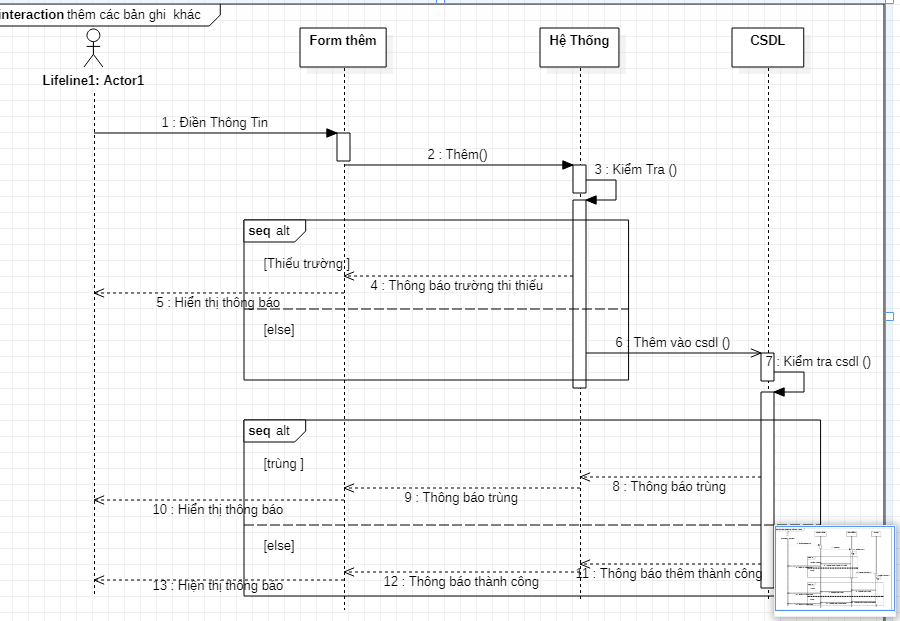 interaction thêm các bản ghi khác
Form thêm
Hệ Thống
CSDL
Lifeline1: Actor1
1 : Điền Thông Tin
2 : Thêm()
3 : Kiểm Tra ()
seq alt
[Thiếu trường ]
4 : Thông báo trường thi thiếu
5 : Hiển thị thông báo
[else]
6 : Thêm vào csdl ()
7 : Kiểm tra csdl ()
seq alt
[trùng ]
8 : Thông báo trùng
9 : Thông báo trùng
10 : Hiển thị thông báo
[else]
11 : Thông báo thêm thành công
12 : Thông báo thành công
13 : Hiện thị thông báo